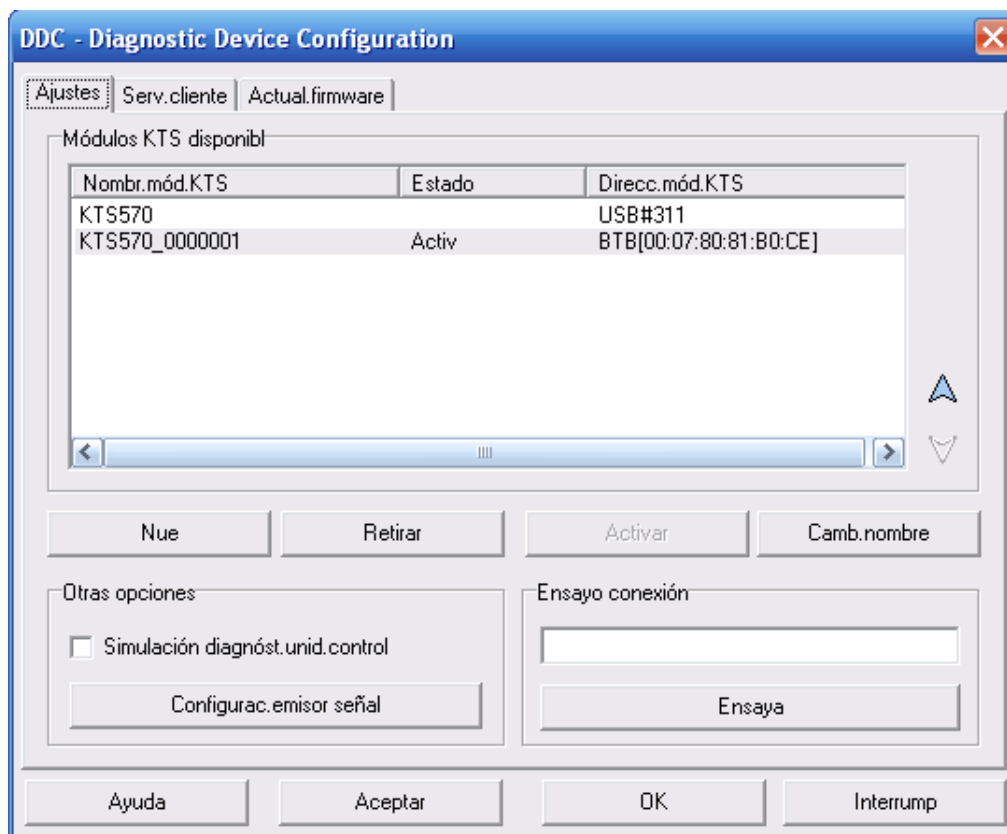 DDC - Diagnostic Device Configuration
Ajustes Serv.cliente Actual.firmware
Módulos KTS disponibl
Nombr.mód.KTS Estado Direcc.mód.KTS
KTS570 USB#311
KTS570_0000001 Activ BTB[00:07:80:81:B0:CE]
Nue Retirar Activar Camb.nombre
Otras opciones Ensayo conexión
Simulación diagnóst.unid.control
Configurac.emisor señal Ensaya
Ayuda Aceptar OK Interrump